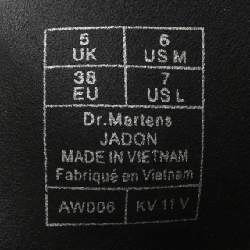 5 6
UK US M
38 7
EU US L
Dr.Martens
JADON
MADE IN VIETNAM
Fabriqué en Vietnam
AW006 KV 11 V